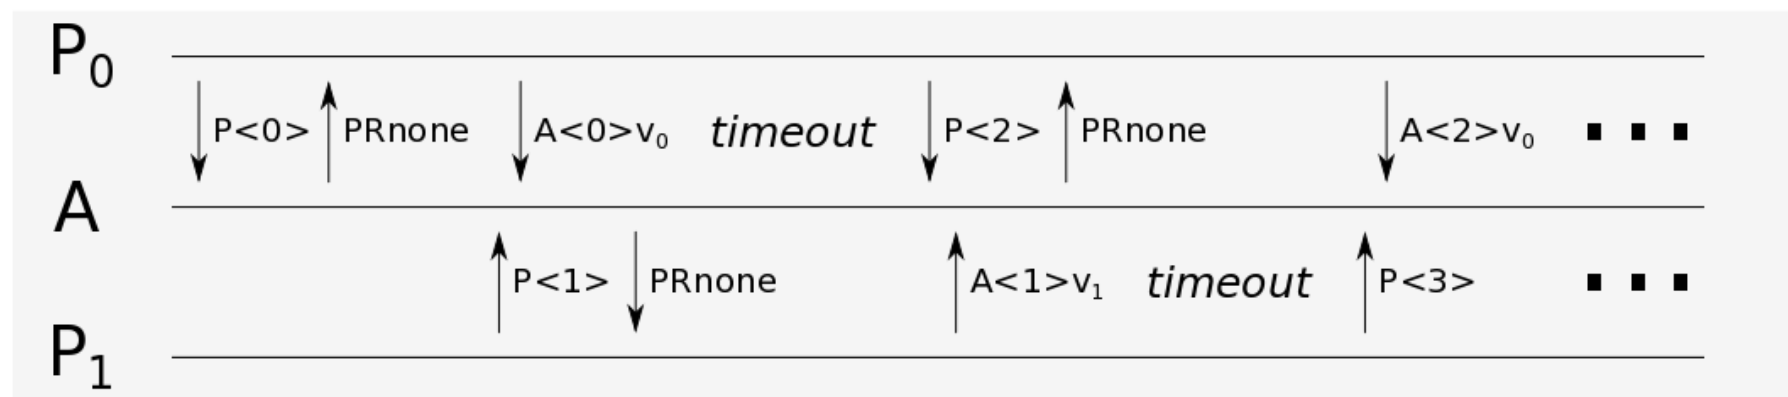 P₀
P<0> PRnone A<0>v₀ timeout P<2> PRnone A<2>v₀
A
P<1> PRnone A<1>v₁ timeout P<3>
P₁